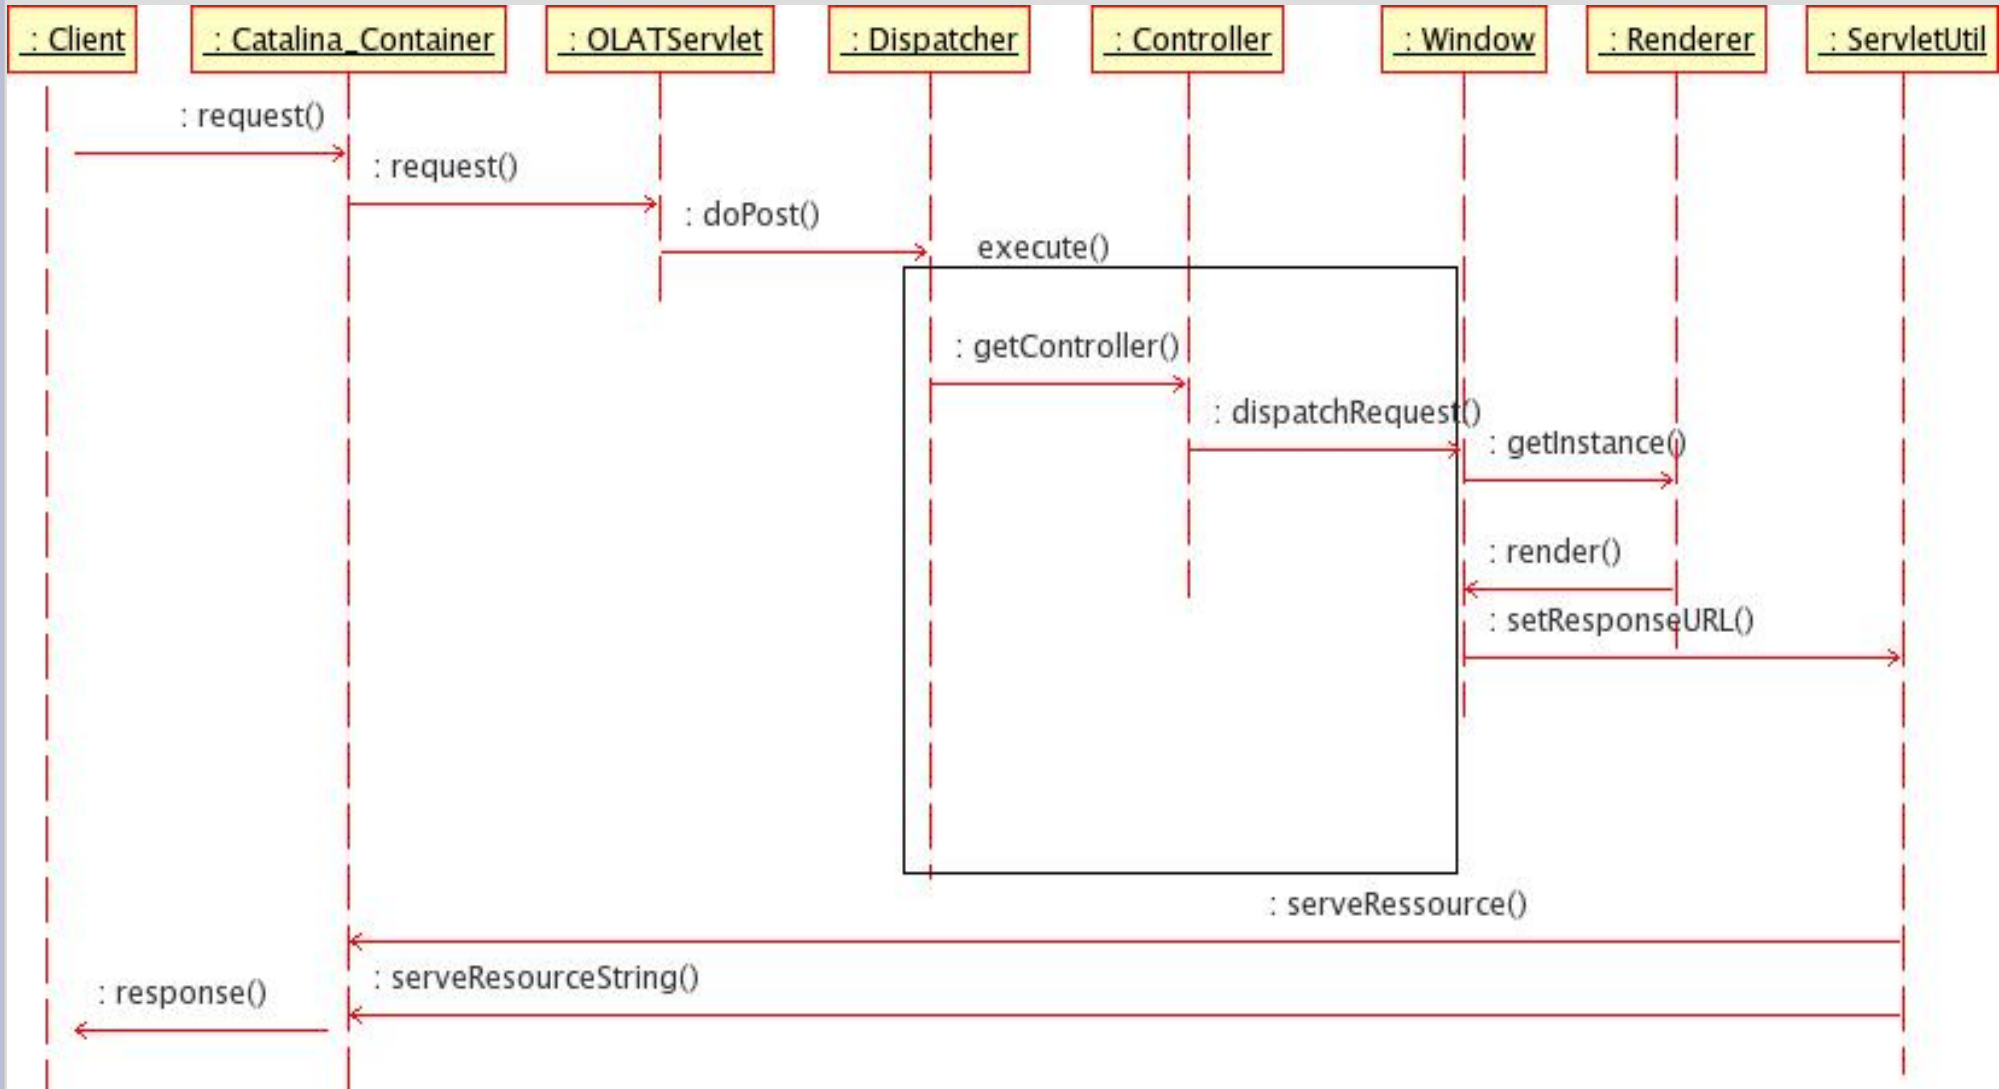 : Client
: Catalina_Container
: OLATServlet
: Dispatcher
: Controller
: Window
: Renderer
: ServletUtil
: request()
: request()
: doPost()
execute()
: getController()
: dispatchRequest()
: getInstance()
: render()
: setResponseURL()
: serveRessource()
: serveResourceString()
: response()